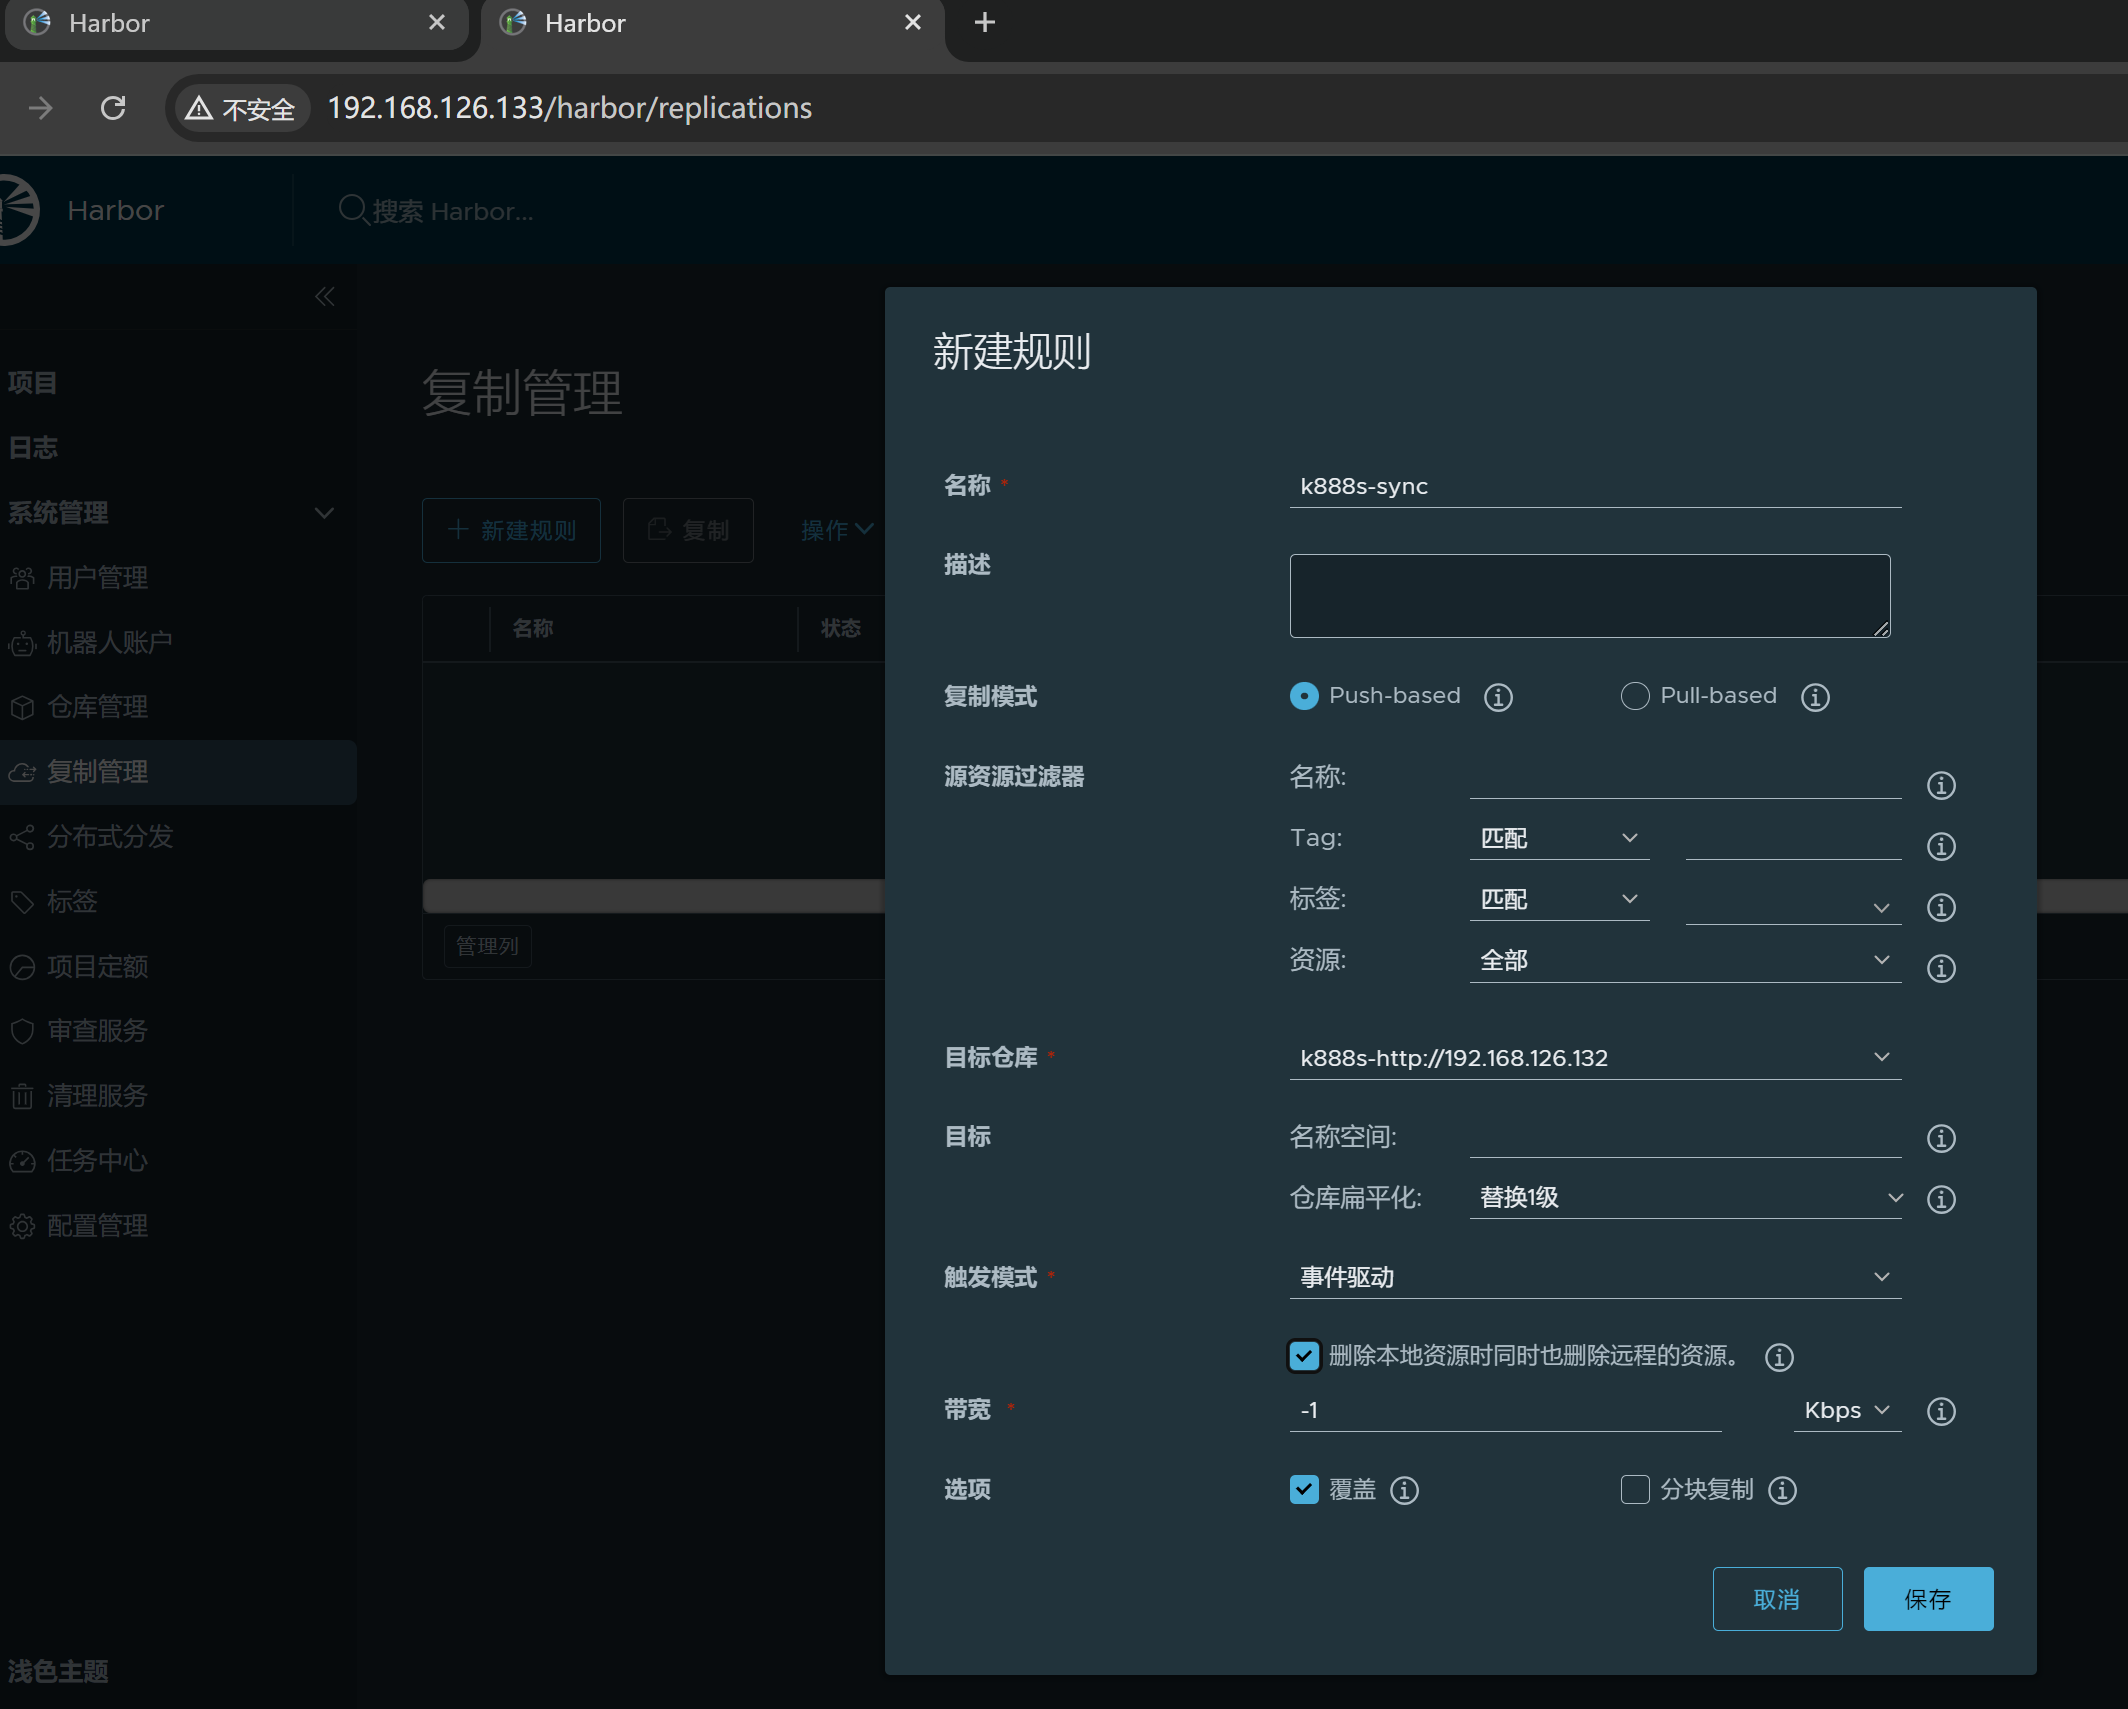 Harbor
Harbor
不安全 192.168.126.133/harbor/replications
Harbor
搜索 Harbor...
项目
日志
系统管理
用户管理
机器人账户
仓库管理
复制管理
分布式分发
标签
项目定额
审查服务
清理服务
任务中心
配置管理
浅色主题
复制管理
新建规则 复制 操作
名称 状态
管理列
新建规则
名称 * k888s-sync
描述
复制模式 Push-based Pull-based
源资源过滤器 名称:
Tag: 匹配
标签: 匹配
资源: 全部
目标仓库 * k888s-http://192.168.126.132
目标 名称空间:
仓库扁平化: 替换1级
触发模式 * 事件驱动
删除本地资源时同时也删除远程的资源。
带宽 * -1 Kbps
选项 覆盖 分块复制
取消 保存